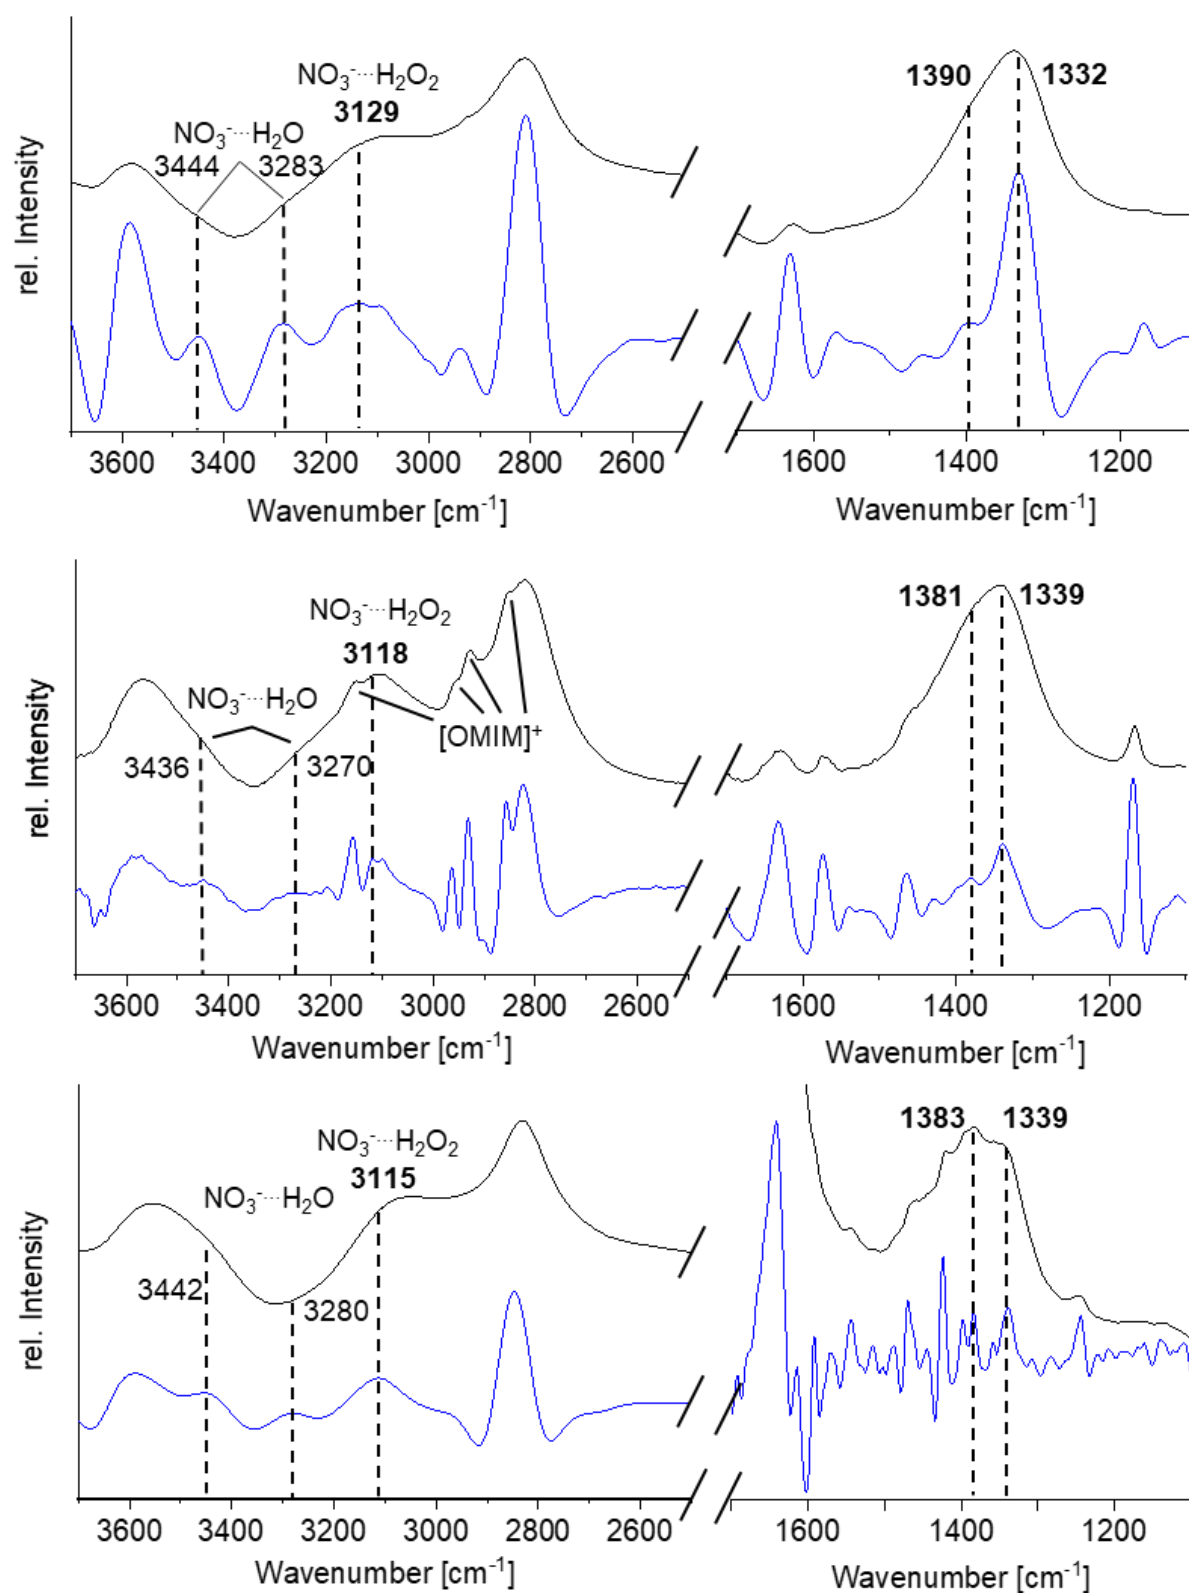 NO₃⁻···H₂O₂
3129
NO₃⁻···H₂O
3444 3283
1390 1332
rel. Intensity
3600 3400 3200 3000 2800 2600
1600 1400 1200
Wavenumber [cm⁻¹]
Wavenumber [cm⁻¹]
NO₃⁻···H₂O₂
3118
1381 1339
NO₃⁻···H₂O
[OMIM]⁺
3436 3270
rel. Intensity
3600 3400 3200 3000 2800 2600
1600 1400 1200
Wavenumber [cm⁻¹]
Wavenumber [cm⁻¹]
NO₃⁻···H₂O₂
3115
1383 1339
NO₃⁻···H₂O
3442 3280
rel. Intensity
3600 3400 3200 3000 2800 2600
1600 1400 1200
Wavenumber [cm⁻¹]
Wavenumber [cm⁻¹]